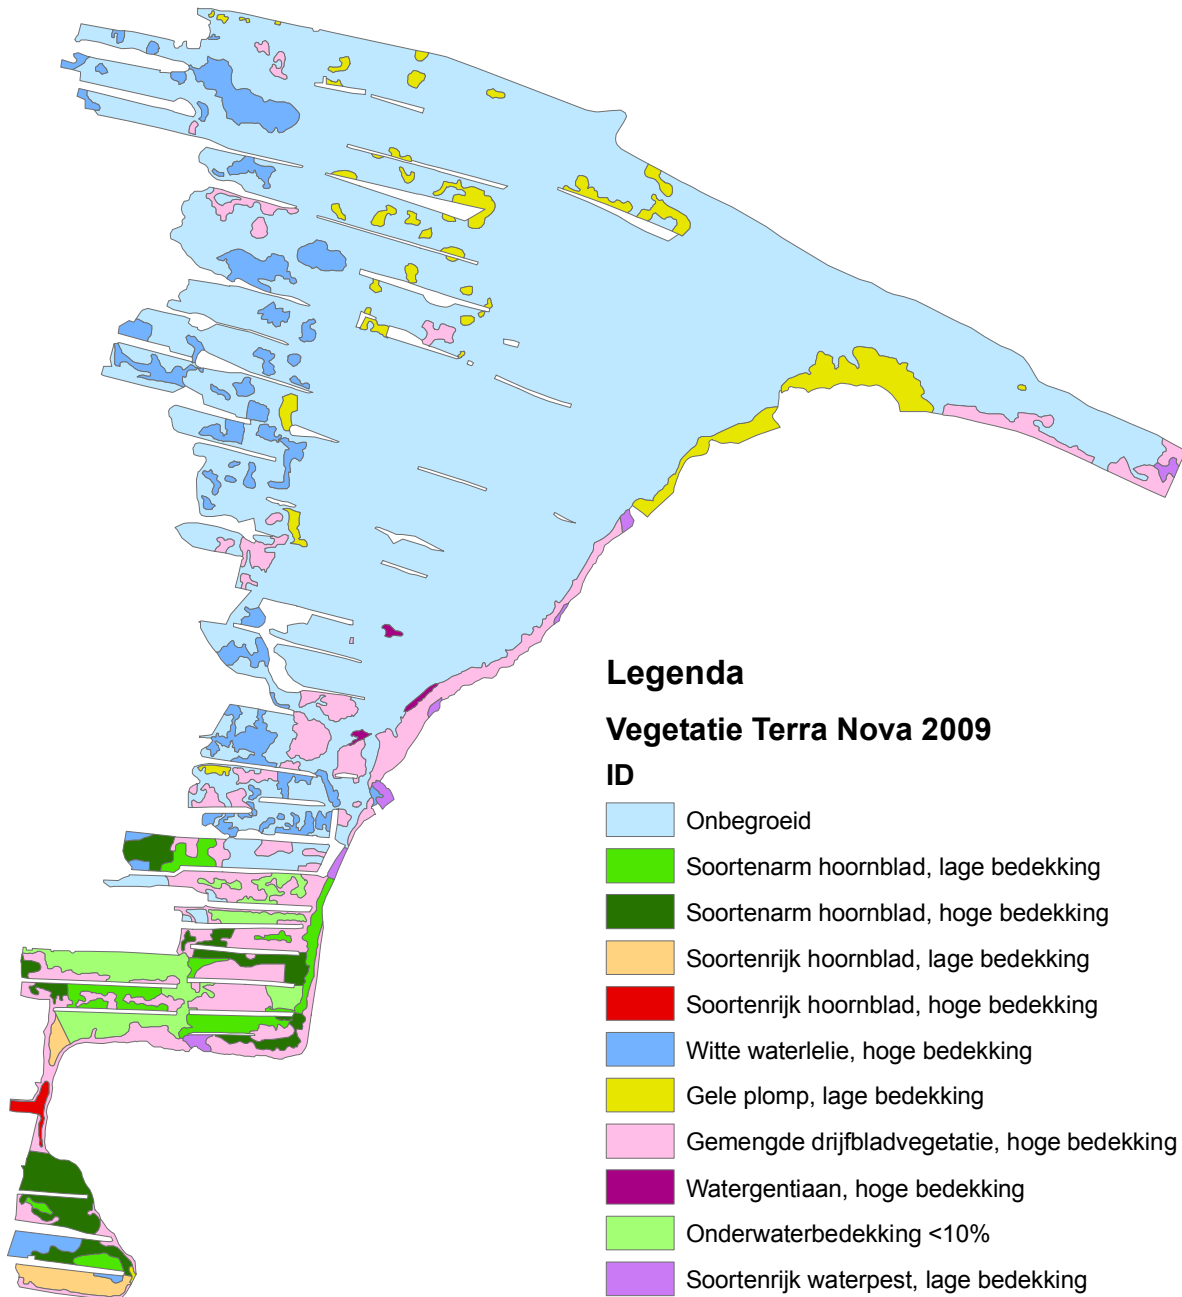 Legenda
Vegetatie Terra Nova 2009
ID
Onbegroeid
Soortenarm hoornblad, lage bedekking
Soortenarm hoornblad, hoge bedekking
Soortenrijk hoornblad, lage bedekking
Soortenrijk hoornblad, hoge bedekking
Witte waterlelie, hoge bedekking
Gele plomp, lage bedekking
Gemengde drijfbladvegetatie, hoge bedekking
Watergentiaan, hoge bedekking
Onderwaterbedekking <10%
Soortenrijk waterpest, lage bedekking